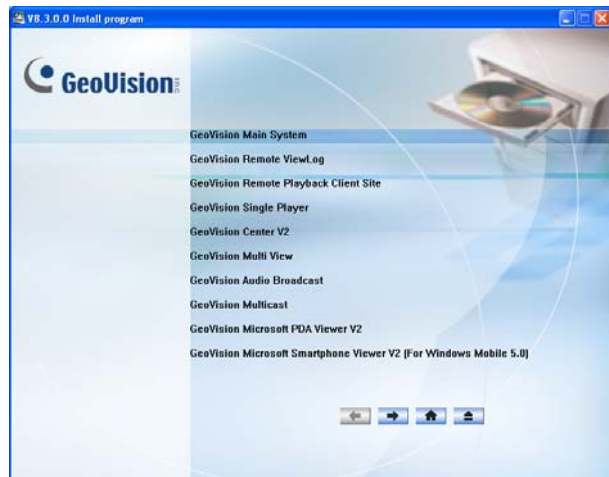 V8.3.0.0 Install program
GeoVision Inc
GeoVision Main System
GeoVision Remote ViewLog
GeoVision Remote Playback Client Site
GeoVision Single Player
GeoVision Center V2
GeoVision Multi View
GeoVision Audio Broadcast
GeoVision Multicast
GeoVision Microsoft PDA Viewer V2
GeoVision Microsoft Smartphone Viewer V2 (For Windows Mobile 5.0)